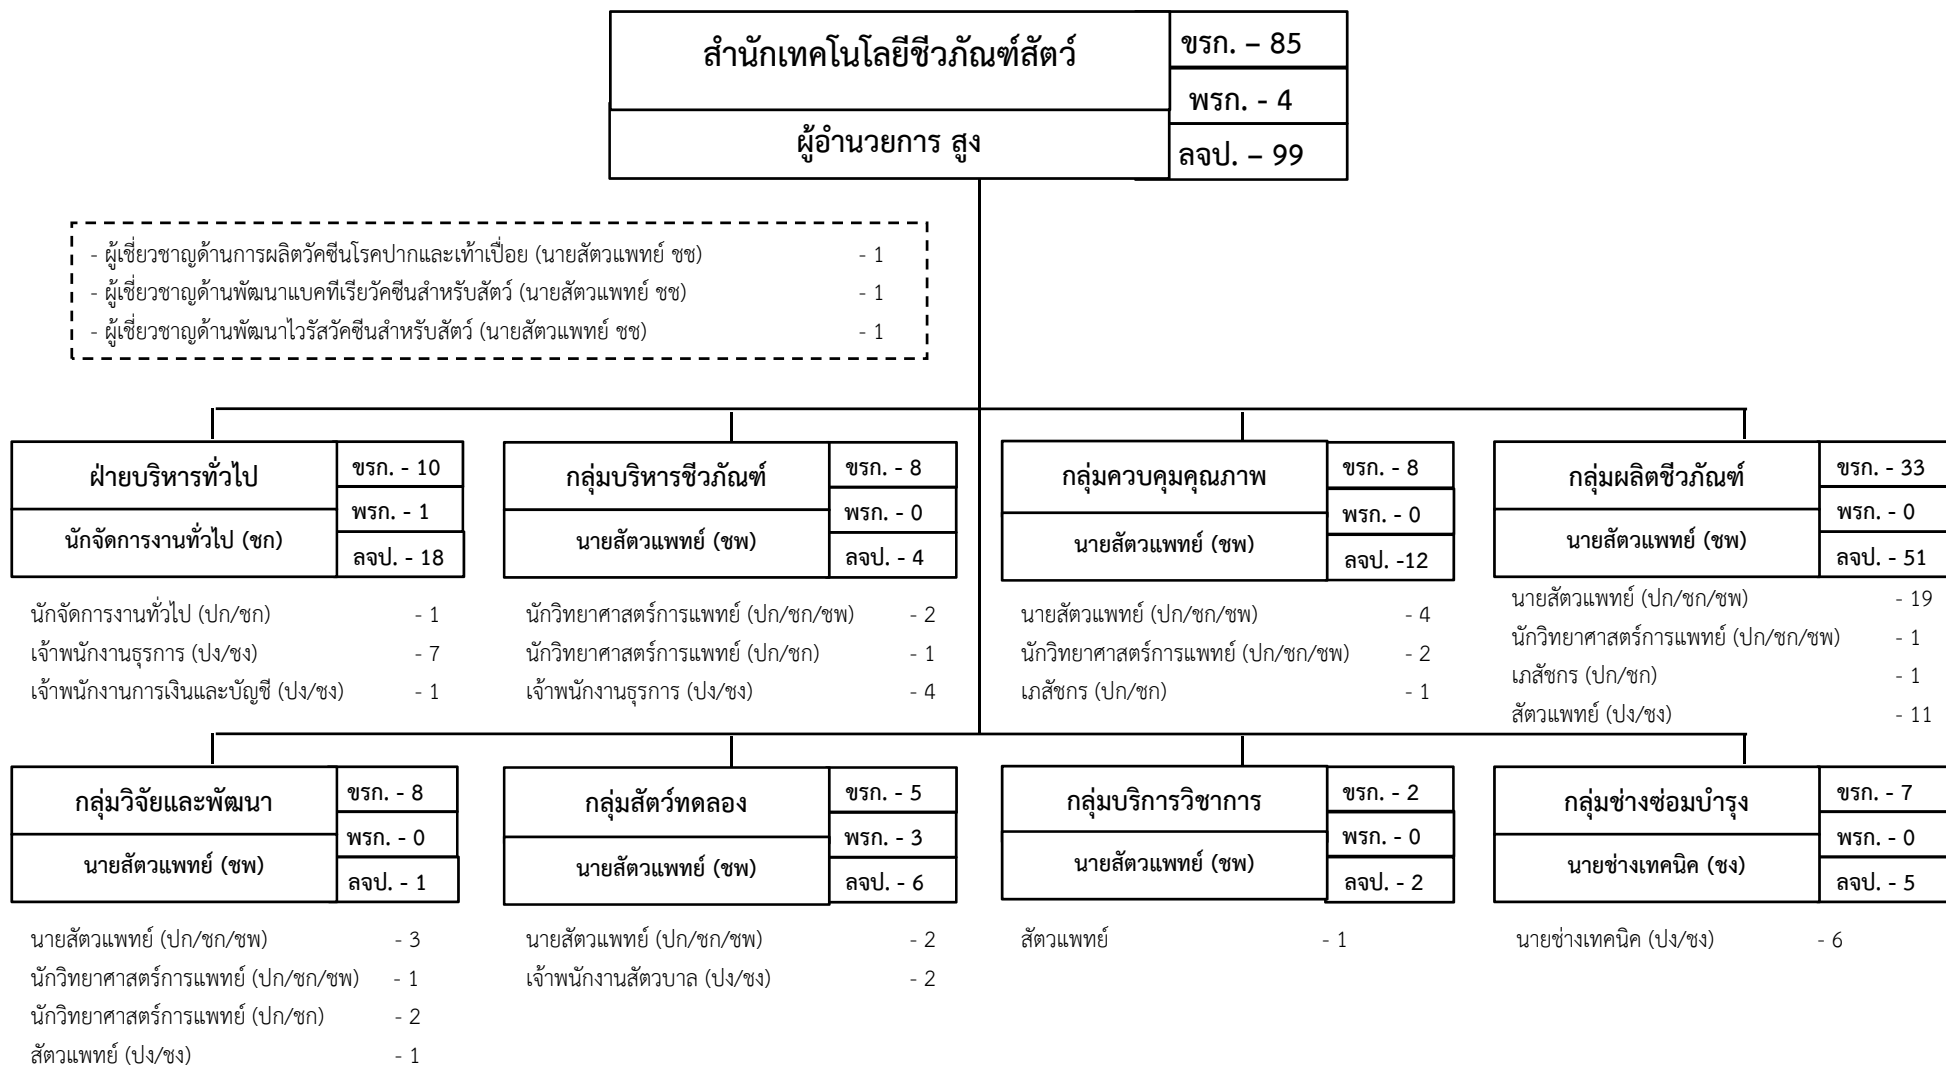 สำนักเทคโนโลยีชีวภัณฑ์สัตว์
ผู้อำนวยการ สูง
ขรก. – 85
พรก. - 4
ลจป. – 99
- ผู้เชี่ยวชาญด้านการผลิตวัคซีนโรคปากและเท้าเปื่อย (นายสัตวแพทย์ ชช) - 1
- ผู้เชี่ยวชาญด้านพัฒนาแบคทีเรียวัคซีนสำหรับสัตว์ (นายสัตวแพทย์ ชช) - 1
- ผู้เชี่ยวชาญด้านพัฒนาไวรัสวัคซีนสำหรับสัตว์ (นายสัตวแพทย์ ชช) - 1
ฝ่ายบริหารทั่วไป
นักจัดการงานทั่วไป (ชก)
ขรก. - 10
พรก. - 1
ลจป. - 18
นักจัดการงานทั่วไป (ปก/ชก) - 1
เจ้าพนักงานธุรการ (ปง/ชง) - 7
เจ้าพนักงานการเงินและบัญชี (ปง/ชง) - 1
กลุ่มบริหารชีวภัณฑ์
นายสัตวแพทย์ (ชพ)
ขรก. - 8
พรก. - 0
ลจป. - 4
นักวิทยาศาสตร์การแพทย์ (ปก/ชก/ชพ) - 2
นักวิทยาศาสตร์การแพทย์ (ปก/ชก) - 1
เจ้าพนักงานธุรการ (ปง/ชง) - 4
กลุ่มควบคุมคุณภาพ
นายสัตวแพทย์ (ชพ)
ขรก. - 8
พรก. - 0
ลจป. -12
นายสัตวแพทย์ (ปก/ชก/ชพ) - 4
นักวิทยาศาสตร์การแพทย์ (ปก/ชก/ชพ) - 2
เภสัชกร (ปก/ชก) - 1
กลุ่มผลิตชีวภัณฑ์
นายสัตวแพทย์ (ชพ)
ขรก. - 33
พรก. - 0
ลจป. - 51
นายสัตวแพทย์ (ปก/ชก/ชพ) - 19
นักวิทยาศาสตร์การแพทย์ (ปก/ชก/ชพ) - 1
เภสัชกร (ปก/ชก) - 1
สัตวแพทย์ (ปง/ชง) - 11
กลุ่มวิจัยและพัฒนา
นายสัตวแพทย์ (ชพ)
ขรก. - 8
พรก. - 0
ลจป. - 1
นายสัตวแพทย์ (ปก/ชก/ชพ) - 3
นักวิทยาศาสตร์การแพทย์ (ปก/ชก/ชพ) - 1
นักวิทยาศาสตร์การแพทย์ (ปก/ชก) - 2
สัตวแพทย์ (ปง/ชง) - 1
กลุ่มสัตว์ทดลอง
นายสัตวแพทย์ (ชพ)
ขรก. - 5
พรก. - 3
ลจป. - 6
นายสัตวแพทย์ (ปก/ชก/ชพ) - 2
เจ้าพนักงานสัตวบาล (ปง/ชง) - 2
กลุ่มบริการวิชาการ
นายสัตวแพทย์ (ชพ)
ขรก. - 2
พรก. - 0
ลจป. - 2
สัตวแพทย์ - 1
กลุ่มช่างซ่อมบำรุง
นายช่างเทคนิค (ชง)
ขรก. - 7
พรก. - 0
ลจป. - 5
นายช่างเทคนิค (ปง/ชง) - 6